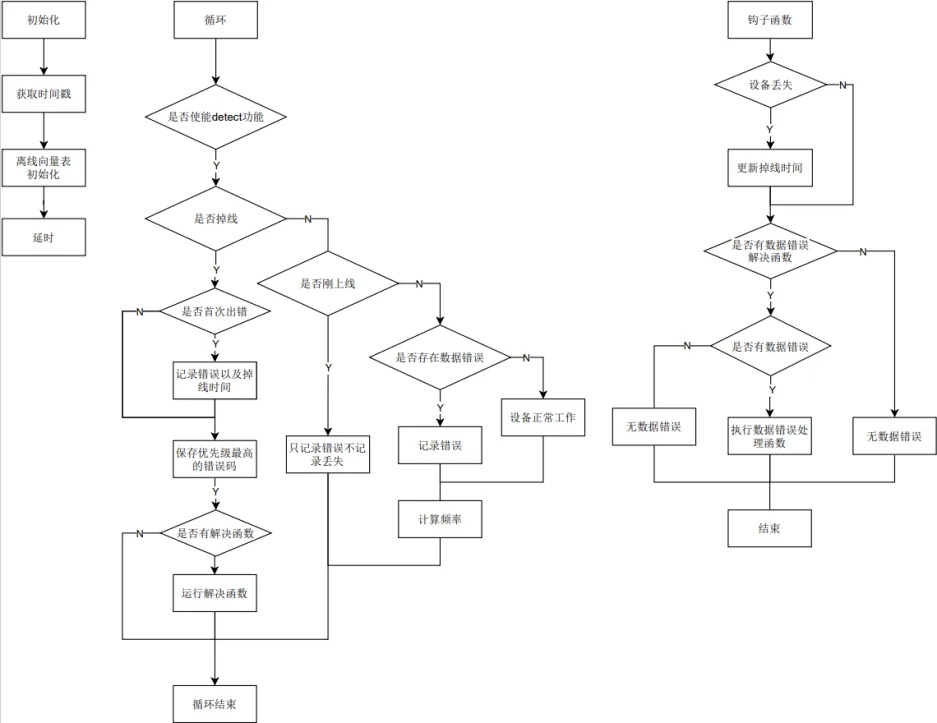 初始化
获取时间戳
离线向量表
初始化
延时
循环
是否使能detect功能
Y
是否掉线
N
Y
是否首次出错
N
Y
记录错误以及掉
线时间
保存优先级最高
的错误码
Y
是否有解决函数
N
运行解决函数
循环结束
是否刚上线
N
Y
只记录错误不记
录丢失
是否存在数据错误
N
Y
记录错误
设备正常工作
计算频率
钩子函数
设备丢失
N
Y
更新掉线时间
是否有数据错误
解决函数
N
Y
是否有数据错误
N
Y
无数据错误
执行数据错误处
理函数
无数据错误
结束